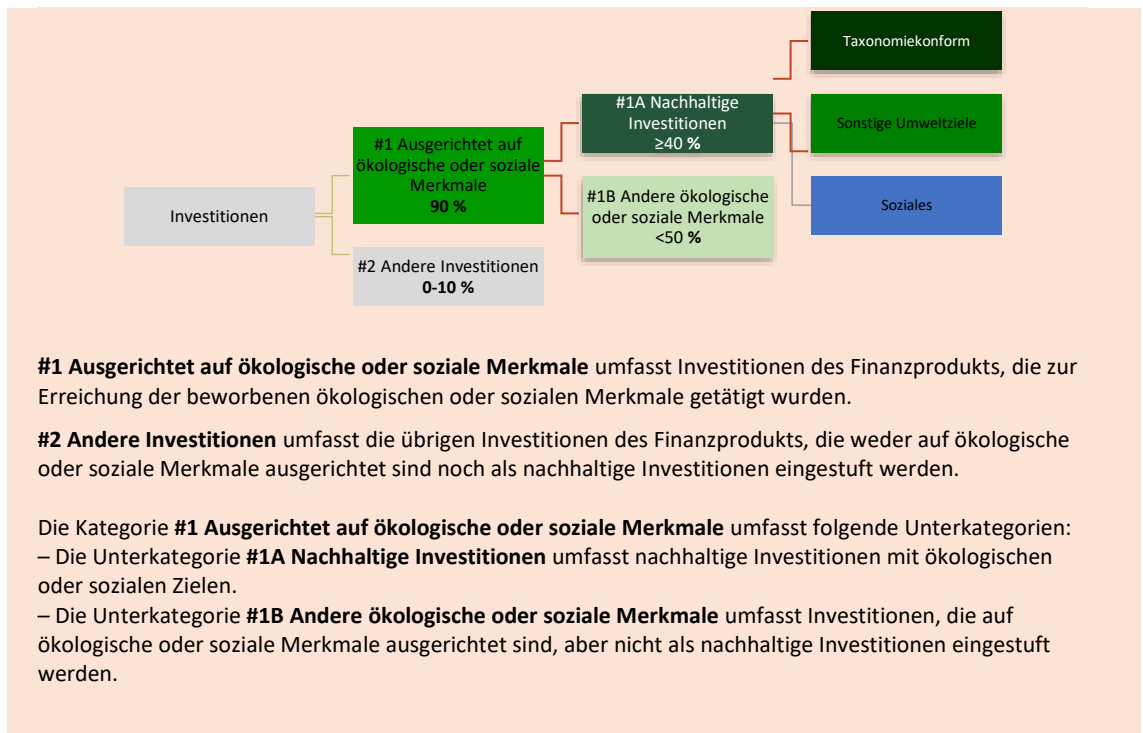 Taxonomiekonform
#1A Nachhaltige
Investitionen
≥40 %
Sonstige Umweltziele
#1 Ausgerichtet auf
ökologische oder soziale
Merkmale
90 %
#1B Andere ökologische
oder soziale Merkmale
<50 %
Soziales
Investitionen
#2 Andere Investitionen
0-10 %
#1 Ausgerichtet auf ökologische oder soziale Merkmale umfasst Investitionen des Finanzprodukts, die zur
Erreichung der beworbenen ökologischen oder sozialen Merkmale getätigt wurden.
#2 Andere Investitionen umfasst die übrigen Investitionen des Finanzprodukts, die weder auf ökologische
oder soziale Merkmale ausgerichtet sind noch als nachhaltige Investitionen eingestuft werden.
Die Kategorie #1 Ausgerichtet auf ökologische oder soziale Merkmale umfasst folgende Unterkategorien:
– Die Unterkategorie #1A Nachhaltige Investitionen umfasst nachhaltige Investitionen mit ökologischen
oder sozialen Zielen.
– Die Unterkategorie #1B Andere ökologische oder soziale Merkmale umfasst Investitionen, die auf
ökologische oder soziale Merkmale ausgerichtet sind, aber nicht als nachhaltige Investitionen eingestuft
werden.